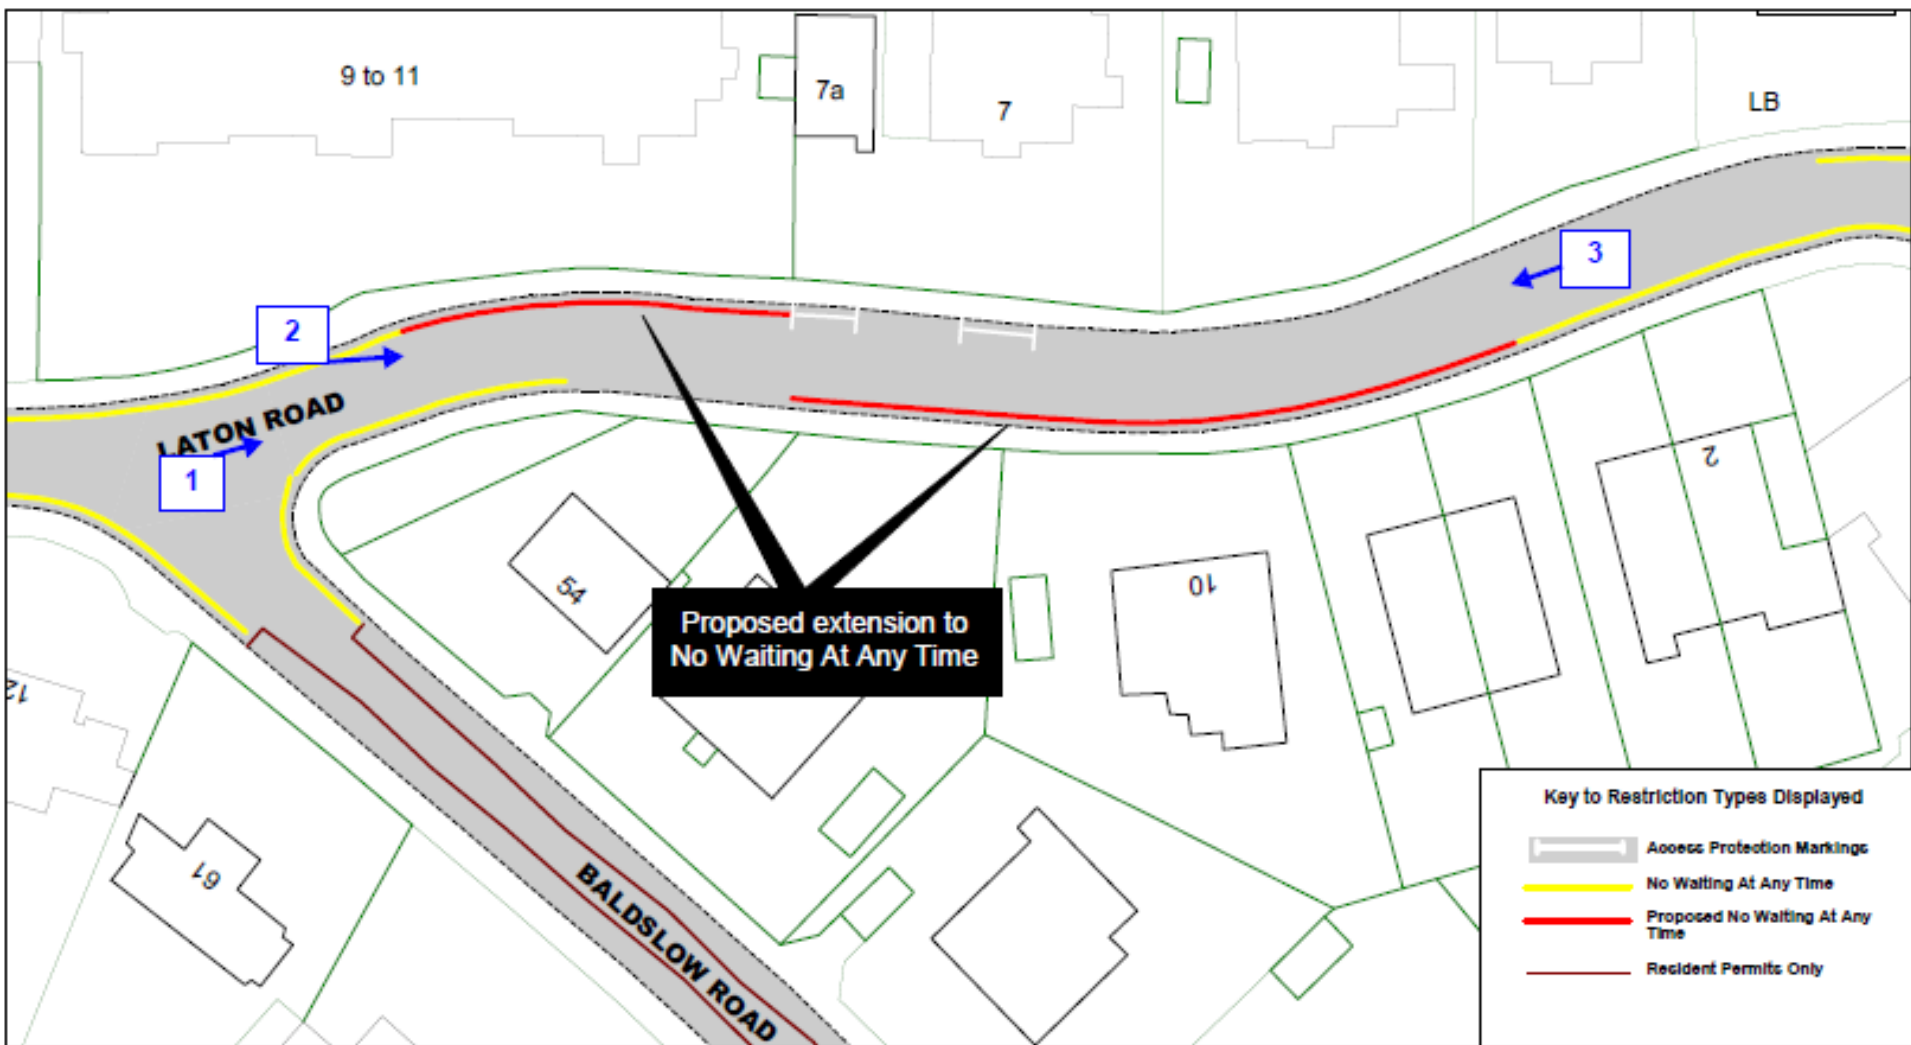 9 to 11
7a
7
LB
3
2
LATON ROAD
1
2
54
10
Proposed extension to
No Waiting At Any Time
12
61
BALDSLOW ROAD
Key to Restriction Types Displayed
Access Protection Markings
No Waiting At Any Time
Proposed No Waiting At Any
Time
Resident Permits Only